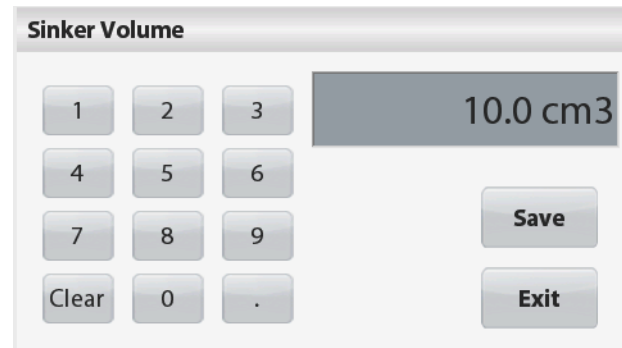 Sinker Volume
10.0 cm3
1 2 3
4 5 6
7 8 9
Clear 0 .
Save
Exit